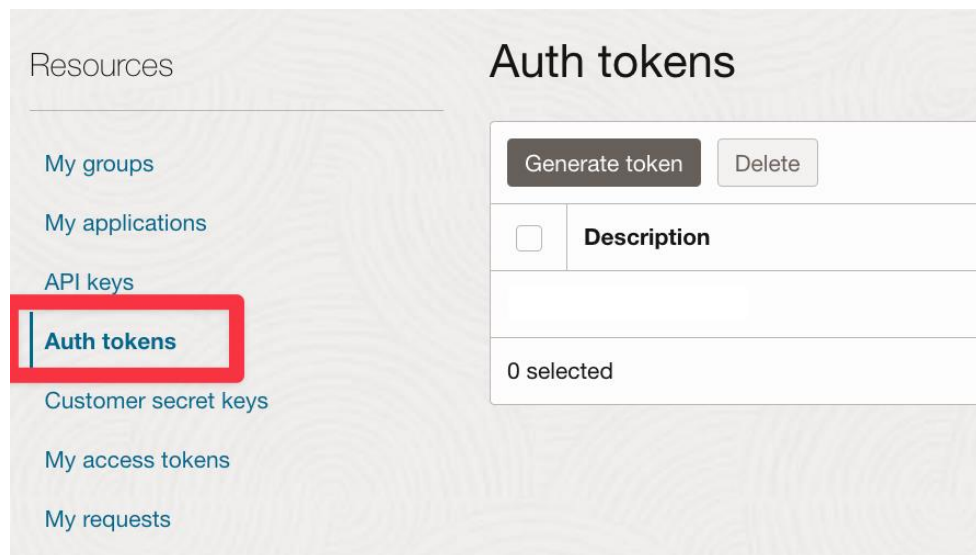 Resources
My groups
My applications
API keys
Auth tokens
Customer secret keys
My access tokens
My requests
Auth tokens
Generate token Delete
Description
0 selected